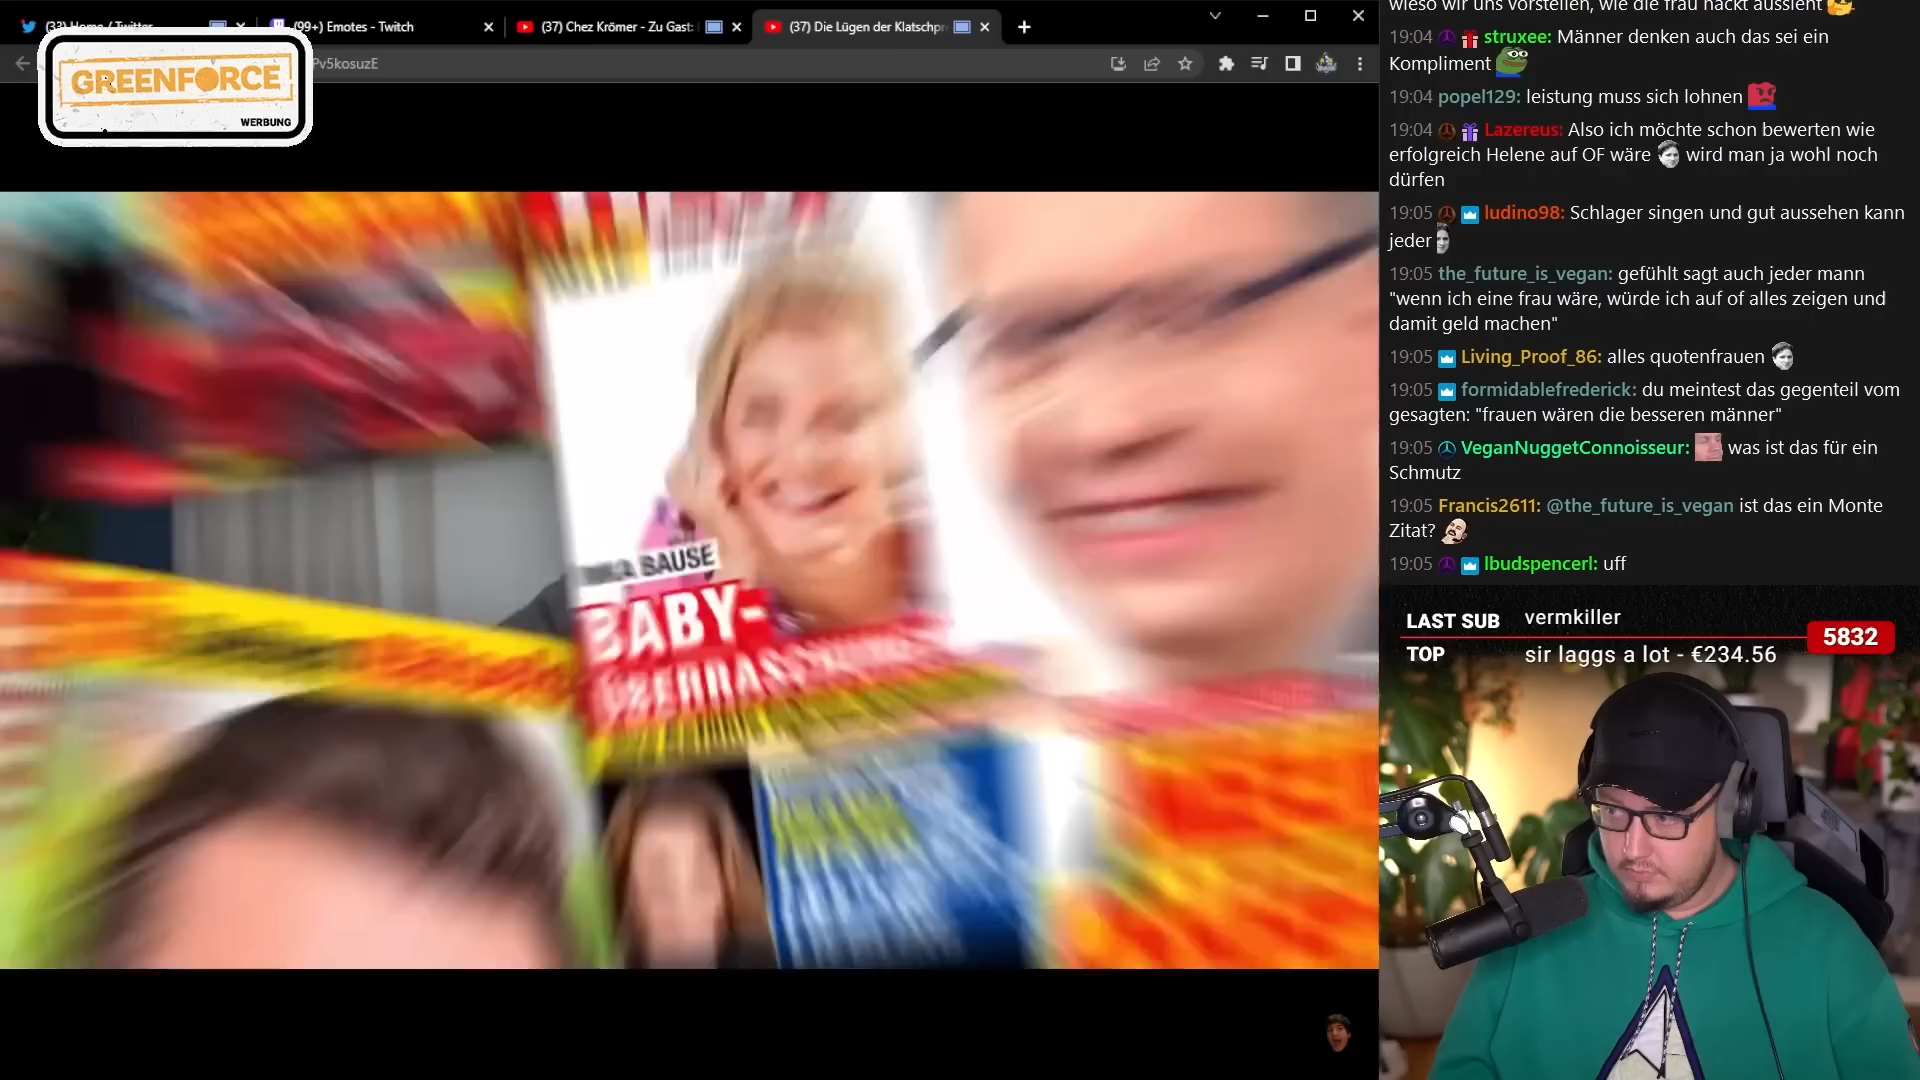 (33) Home / Twitter
(99+) Emotes - Twitch
(37) Chez Krömer - Zu Gast:
(37) Die Lügen der Klatschpr
Pv5kosuzE
GREENFORCE
WERBUNG
BAUSE
BABY-
wieso wir uns vorstellen, wie die frau nackt aussieht
19:04 struxee: Männer denken auch das sei ein
Kompliment
19:04 popel129: leistung muss sich lohnen
19:04 Lazereus: Also ich möchte schon bewerten wie
erfolgreich Helene auf OF wäre wird man ja wohl noch
dürfen
19:05 ludino98: Schlager singen und gut aussehen kann
jeder
19:05 the_future_is_vegan: gefühlt sagt auch jeder mann
"wenn ich eine frau wäre, würde ich auf of alles zeigen und
damit geld machen"
19:05 Living_Proof_86: alles quotenfrauen
19:05 formidablefrederick: du meintest das gegenteil vom
gesagten: "frauen wären die besseren männer"
19:05 VeganNuggetConnoisseur: was ist das für ein
Schmutz
19:05 Francis2611: @the_future_is_vegan ist das ein Monte
Zitat?
19:05 lbudspencerl: uff
LAST SUB vermkiller
5832
TOP sir laggs a lot - €234.56